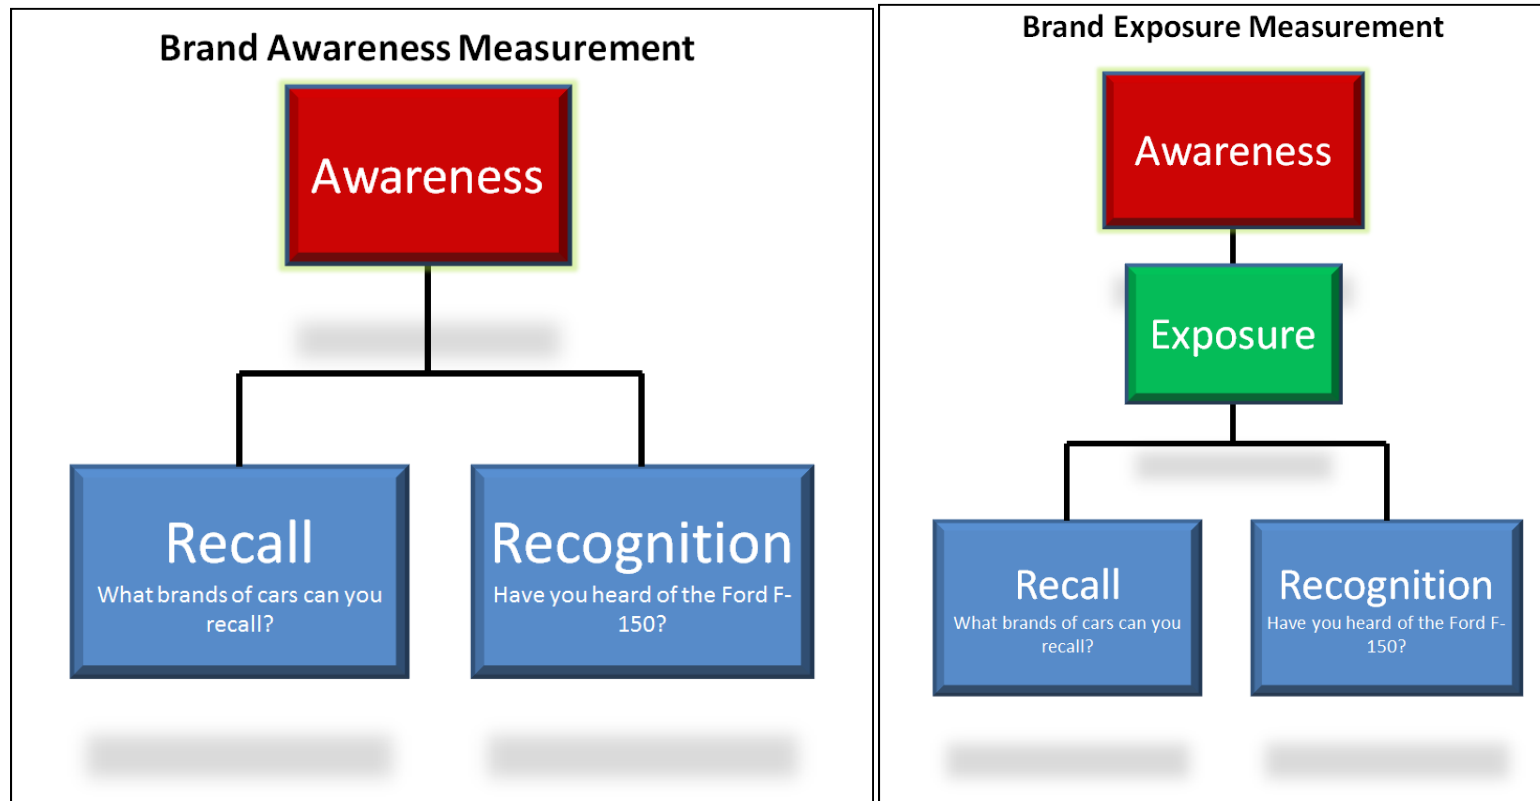 Brand Awareness Measurement
Awareness
Recall
What brands of cars can you
recall?
Recognition
Have you heard of the Ford F-
150?
Brand Exposure Measurement
Awareness
Exposure
Recall
What brands of cars can you
recall?
Recognition
Have you heard of the Ford F-
150?